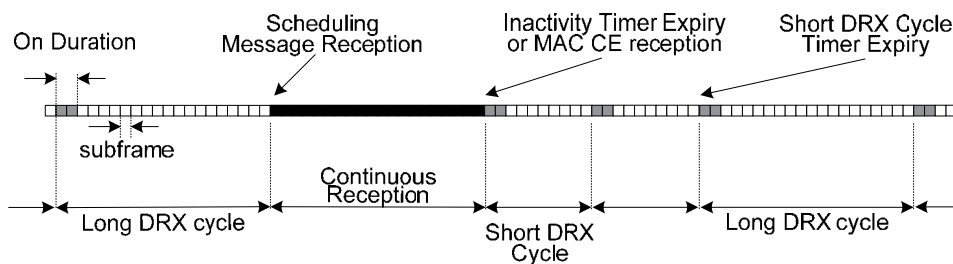 On Duration
Scheduling
Message Reception
Inactivity Timer Expiry
or MAC CE reception
Short DRX Cycle
Timer Expiry
subframe
Long DRX cycle
Continuous
Reception
Short DRX
Cycle
Long DRX cycle